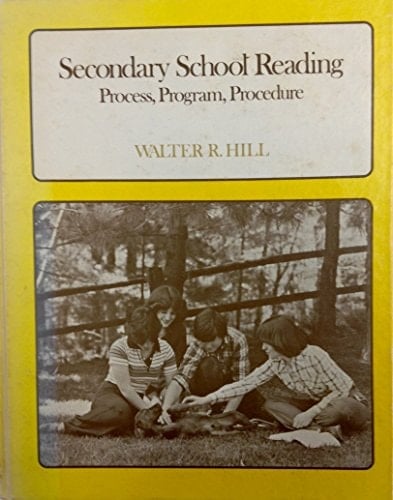 Secondary School Reading
Process, Program, Procedure
WALTER R. HILL